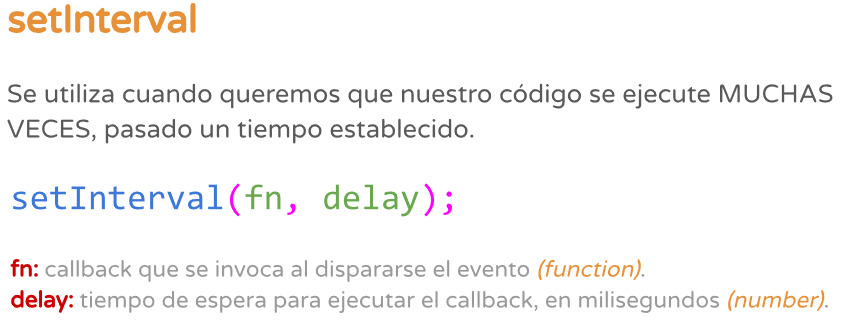 setInterval
Se utiliza cuando queremos que nuestro código se ejecute MUCHAS
VECES, pasado un tiempo establecido.
setInterval(fn, delay);
fn: callback que se invoca al dispararse el evento (function).
delay: tiempo de espera para ejecutar el callback, en milisegundos (number).